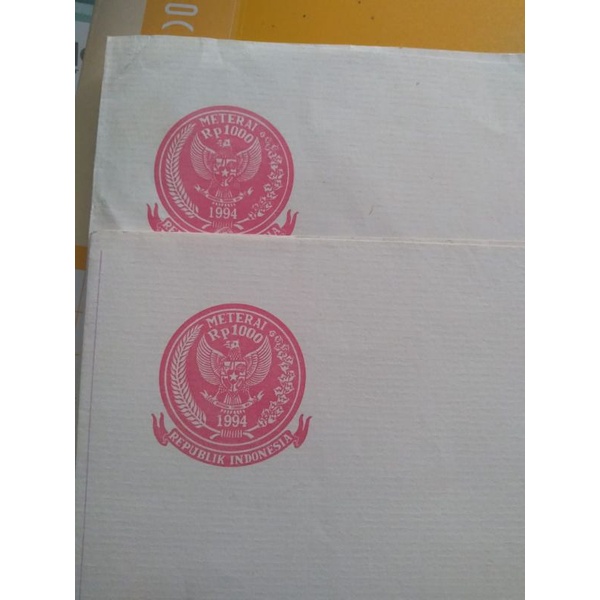 METERAI
Rp1000
1994
METERAI
Rp1000
1994
REPUBLIK INDONESIA